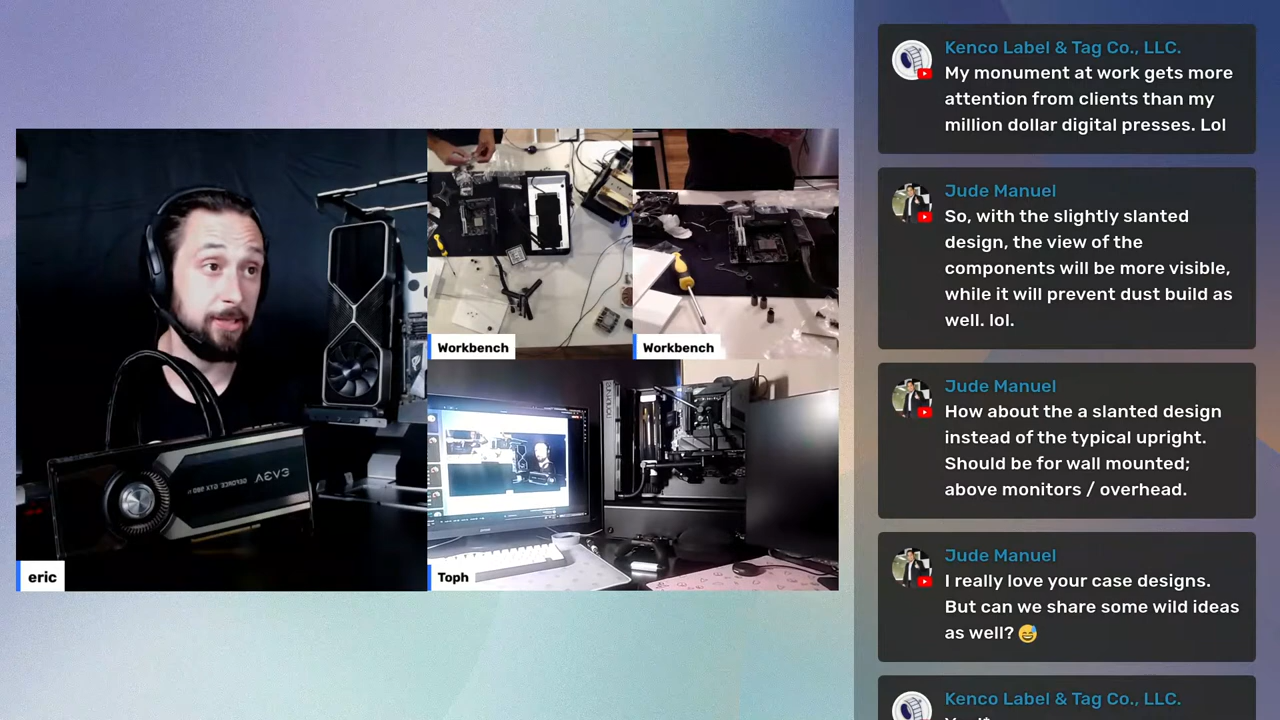 Kenco Label & Tag Co., LLC.
My monument at work gets more
attention from clients than my
million dollar digital presses. Lol
Jude Manuel
So, with the slightly slanted
design, the view of the
components will be more visible,
while it will prevent dust build as
well. lol.
Jude Manuel
How about the a slanted design
instead of the typical upright.
Should be for wall mounted;
above monitors / overhead.
Jude Manuel
I really love your case designs.
But can we share some wild ideas
as well? 😅
Kenco Label & Tag Co., LLC.
Workbench
Workbench
EVGA
GEFORCE GTX 980 Ti
eric
Toph